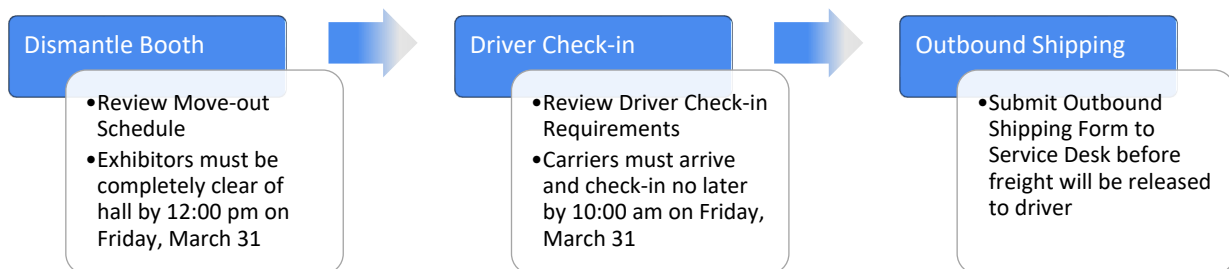 Dismantle Booth
•Review Move-out
Schedule
•Exhibitors must be
completely clear of
hall by 12:00 pm on
Friday, March 31
Driver Check-in
•Review Driver Check-in
Requirements
•Carriers must arrive
and check-in no later
by 10:00 am on Friday,
March 31
Outbound Shipping
•Submit Outbound
Shipping Form to
Service Desk before
freight will be released
to driver